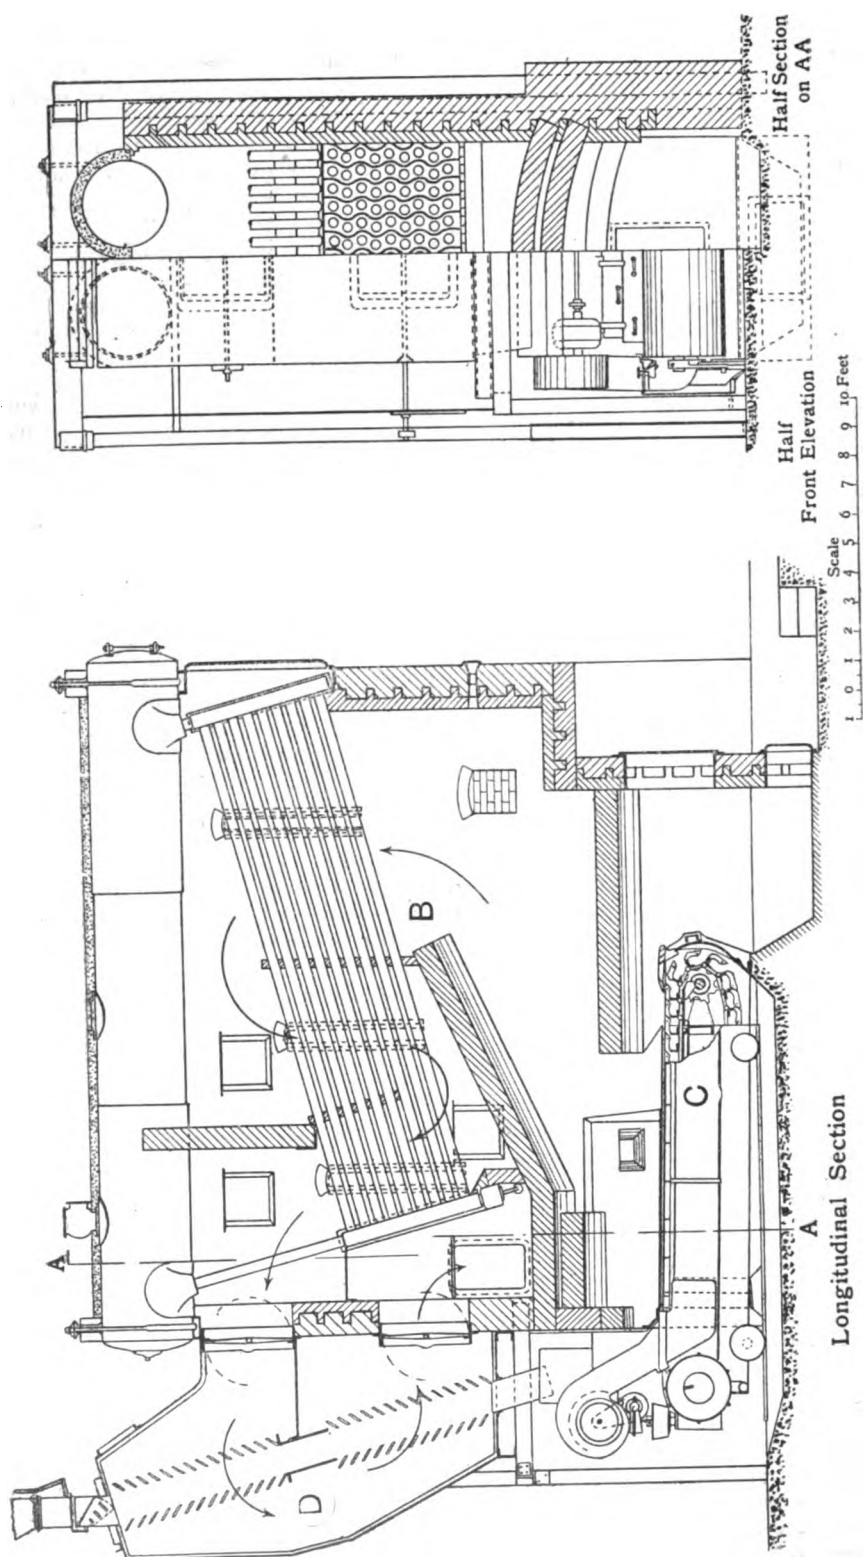 Half Section
on AA
Half
Front Elevation
Scale
1 0 1 2 3 4 5 6 7 8 9 10 Feet
A
B
C
D
A
Longitudinal Section